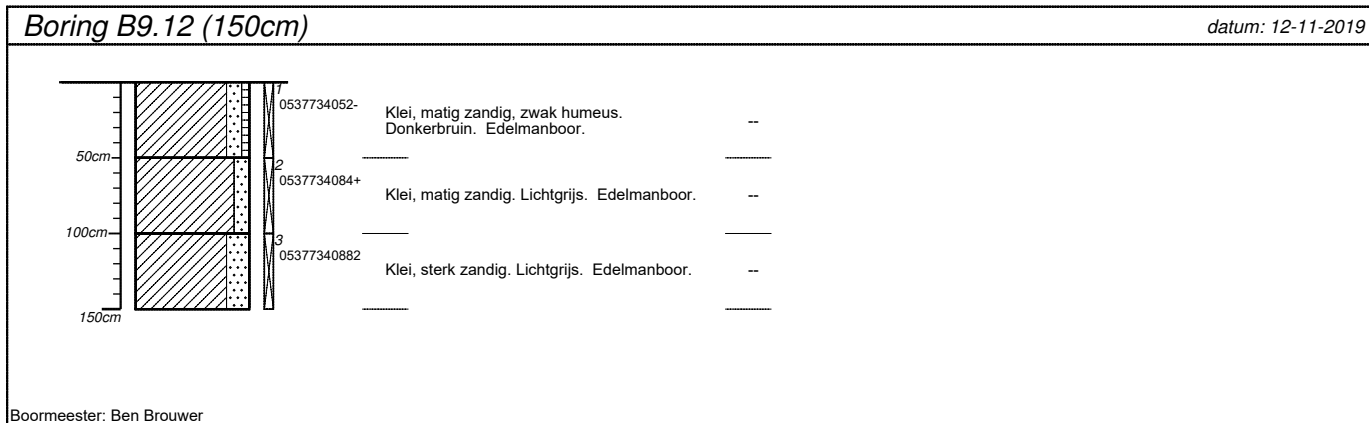 Boring B9.12 (150cm)
datum: 12-11-2019
1
0537734052-
Klei, matig zandig, zwak humeus.
Donkerbruin. Edelmanboor.
--
50cm
2
0537734084+
Klei, matig zandig. Lichtgrijs. Edelmanboor.
--
100cm
3
05377340882
Klei, sterk zandig. Lichtgrijs. Edelmanboor.
--
150cm
Boormeester: Ben Brouwer